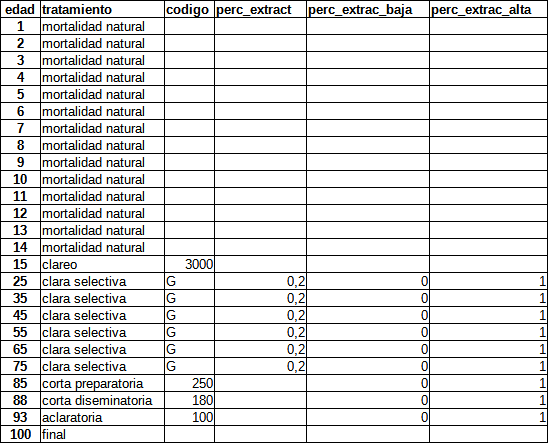 edad tratamiento codigo perc_extract perc_extrac_baja perc_extrac_alta
1 mortalidad natural
2 mortalidad natural
3 mortalidad natural
4 mortalidad natural
5 mortalidad natural
6 mortalidad natural
7 mortalidad natural
8 mortalidad natural
9 mortalidad natural
10 mortalidad natural
11 mortalidad natural
12 mortalidad natural
13 mortalidad natural
14 mortalidad natural
15 clareo 3000
25 clara selectiva G 0,2 0 1
35 clara selectiva G 0,2 0 1
45 clara selectiva G 0,2 0 1
55 clara selectiva G 0,2 0 1
65 clara selectiva G 0,2 0 1
75 clara selectiva G 0,2 0 1
85 corta preparatoria 250 0 1
88 corta diseminatoria 180 0 1
93 aclaratoria 100 0 1
100 final